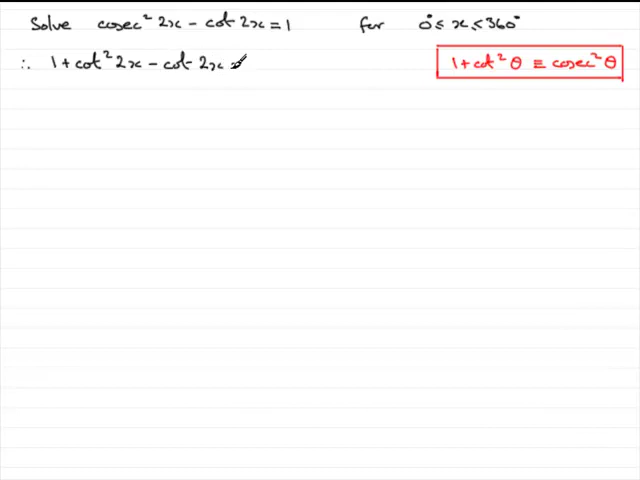 Solve cosec² 2x − cot 2x = 1 for 0° ≤ x ≤ 360°
∴ 1 + cot² 2x − cot 2x =
1 + cot² θ ≡ cosec² θ